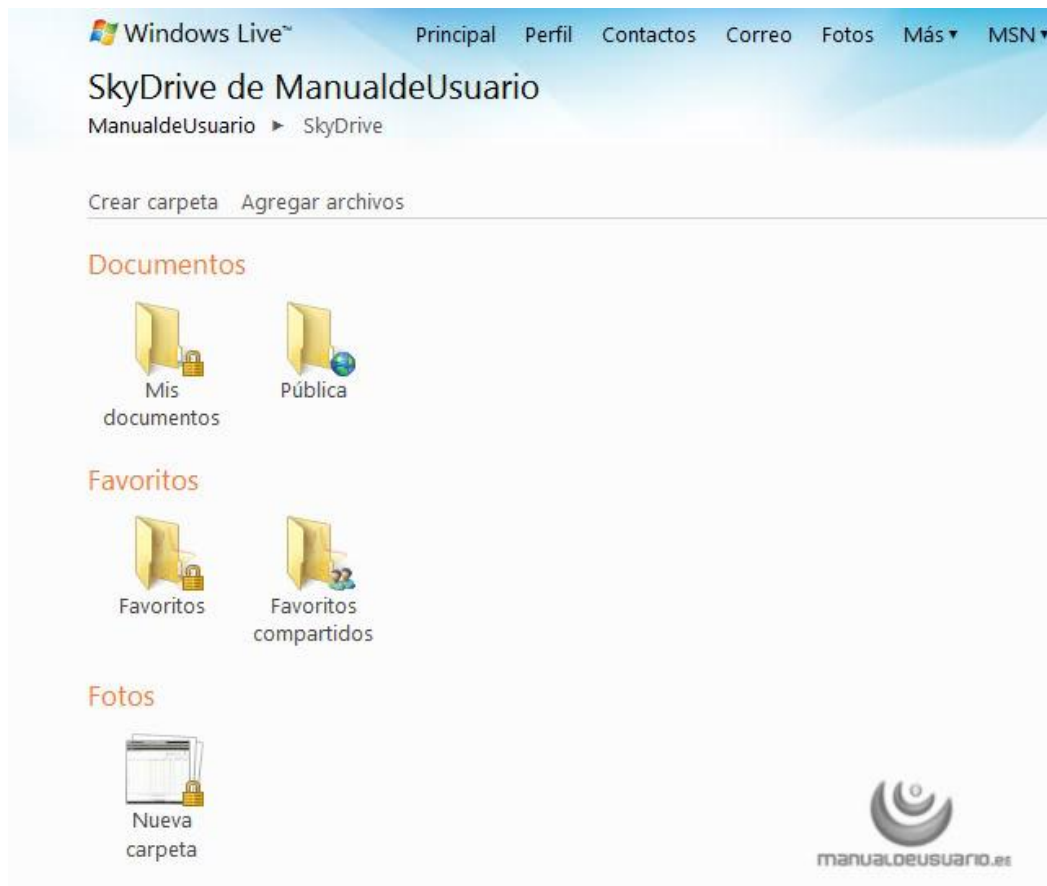 Windows Live™ Principal Perfil Contactos Correo Fotos Más MSN
SkyDrive de ManualdeUsuario
ManualdeUsuario ► SkyDrive
Crear carpeta Agregar archivos
Documentos
Mis
documentos
Pública
Favoritos
Favoritos
Favoritos
compartidos
Fotos
Nueva
carpeta
manualdeusuario.es